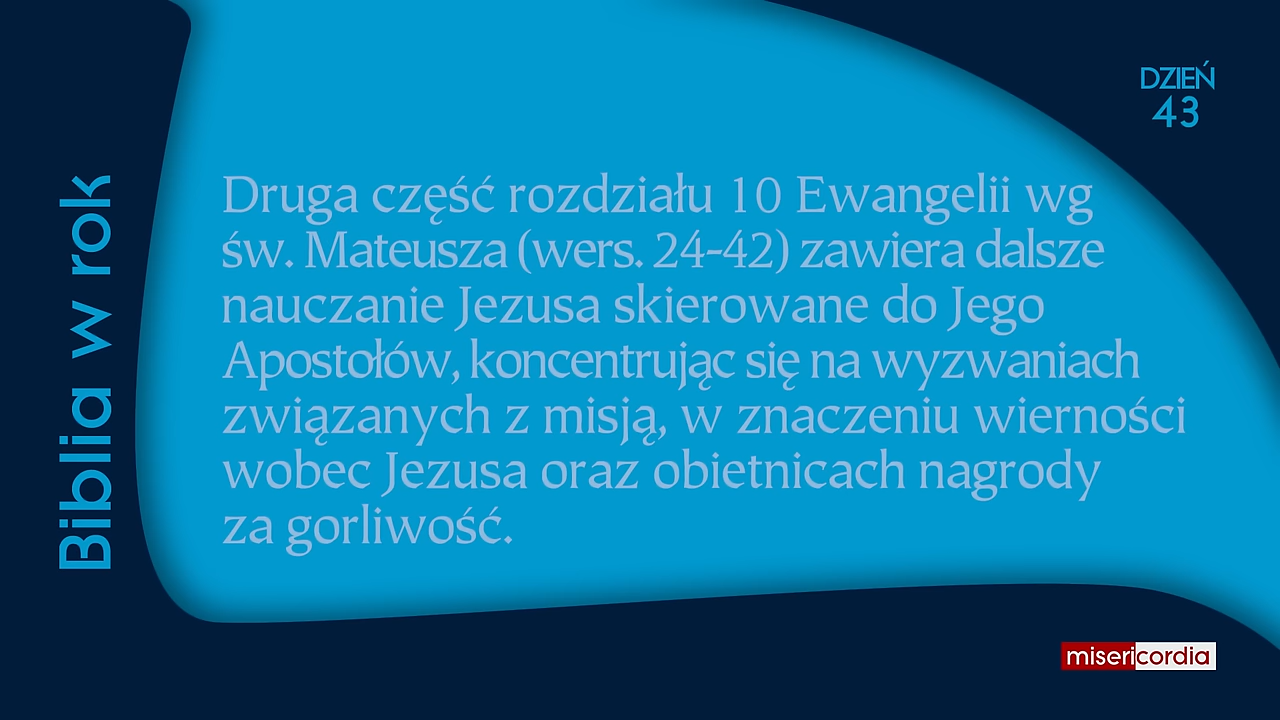 Biblia w rok
DZIEŃ
43
Druga część rozdziału 10 Ewangelii wg
św. Mateusza (wers. 24-42) zawiera dalsze
nauczanie Jezusa skierowane do Jego
Apostołów, koncentrując się na wyzwaniach
związanych z misją, w znaczeniu wierności
wobec Jezusa oraz obietnicach nagrody
za gorliwość.
misericordia